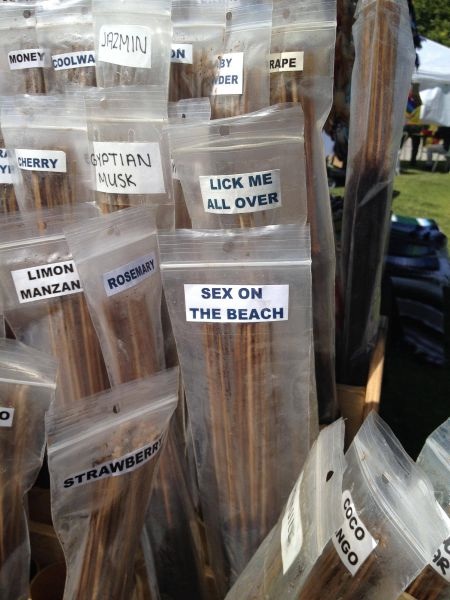 MONEY
COOLWA
JAZMIN
ON
BY
WDER
RAPE
CHERRY
GYPTIAN
MUSK
LICK ME
ALL OVER
LIMON
MANZAN
ROSEMARY
SEX ON
THE BEACH
STRAWBERRY
COCO
NGO